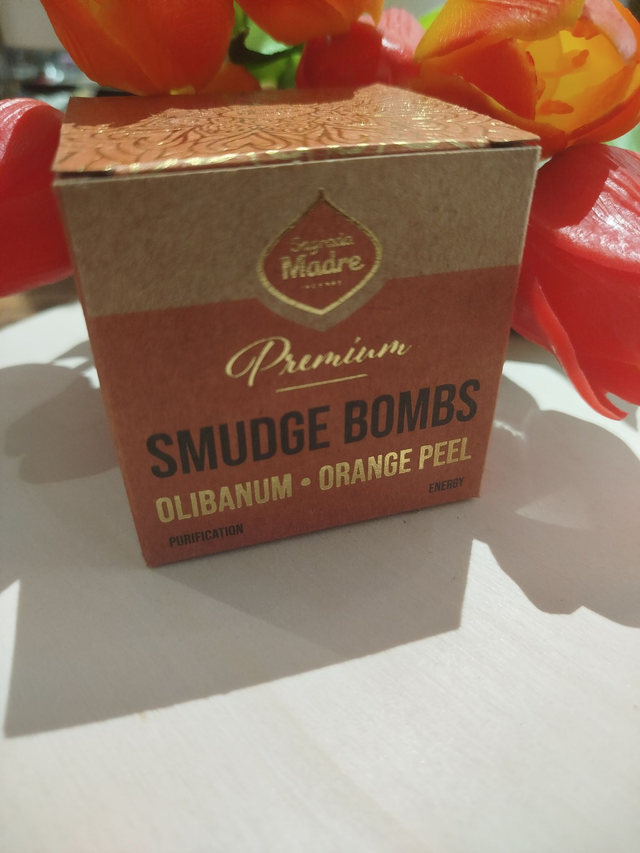 Sagrada
Madre
Premium
SMUDGE BOMBS
OLIBANUM • ORANGE PEEL
PURIFICATION
ENERGY